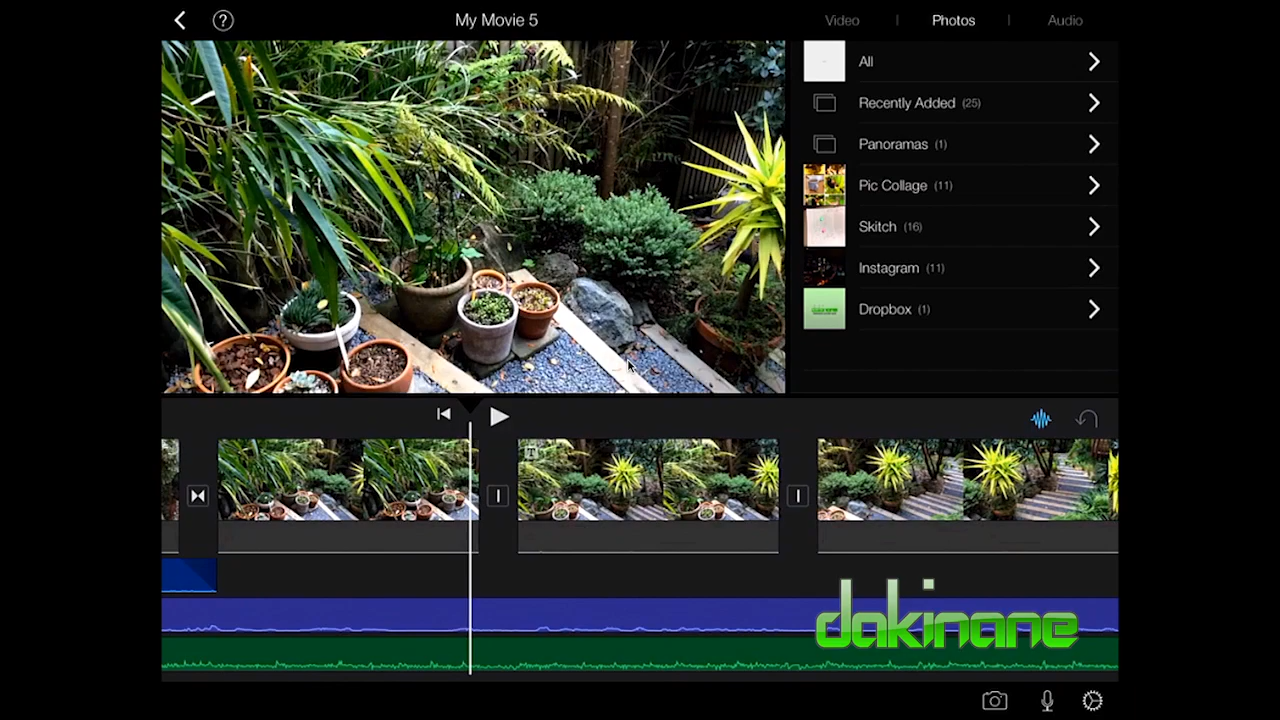 ?
My Movie 5
Video
Photos
Audio
All
Recently Added (25)
Panoramas (1)
Pic Collage (11)
Skitch (16)
Instagram (11)
Dropbox (1)
T
dakinane